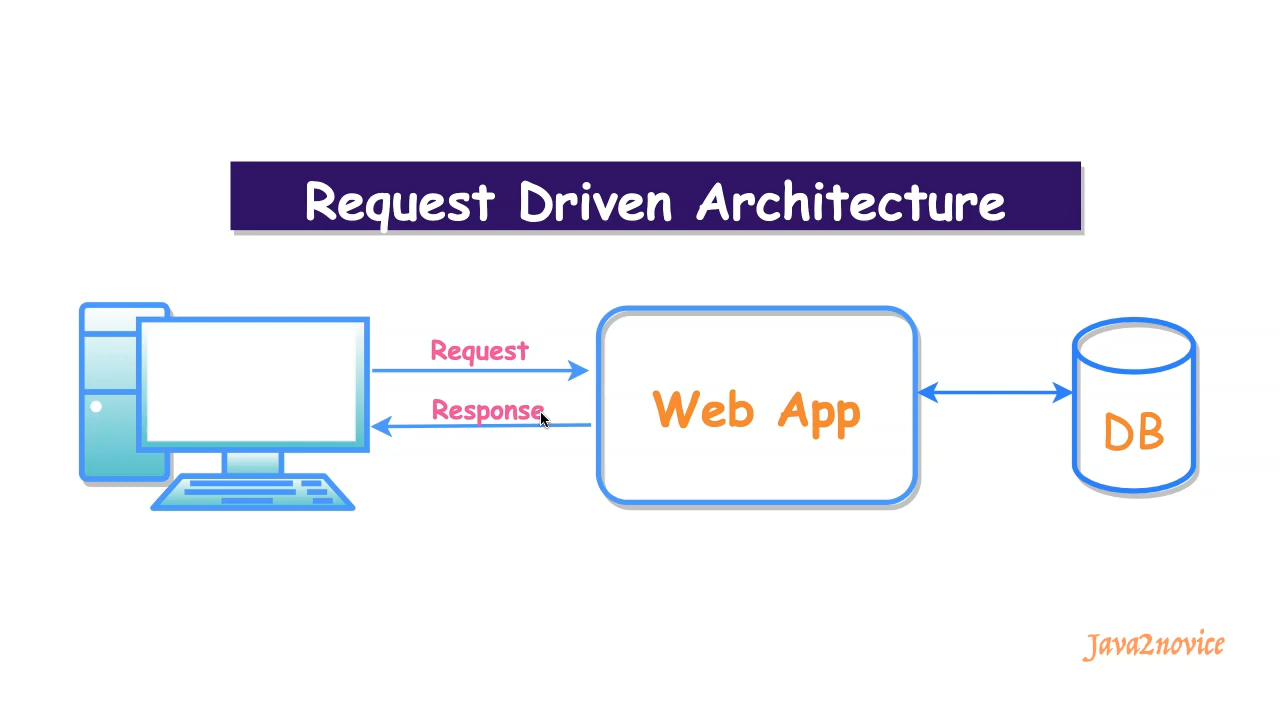 Request Driven Architecture
Request
Response
Web App
DB
Java2novice